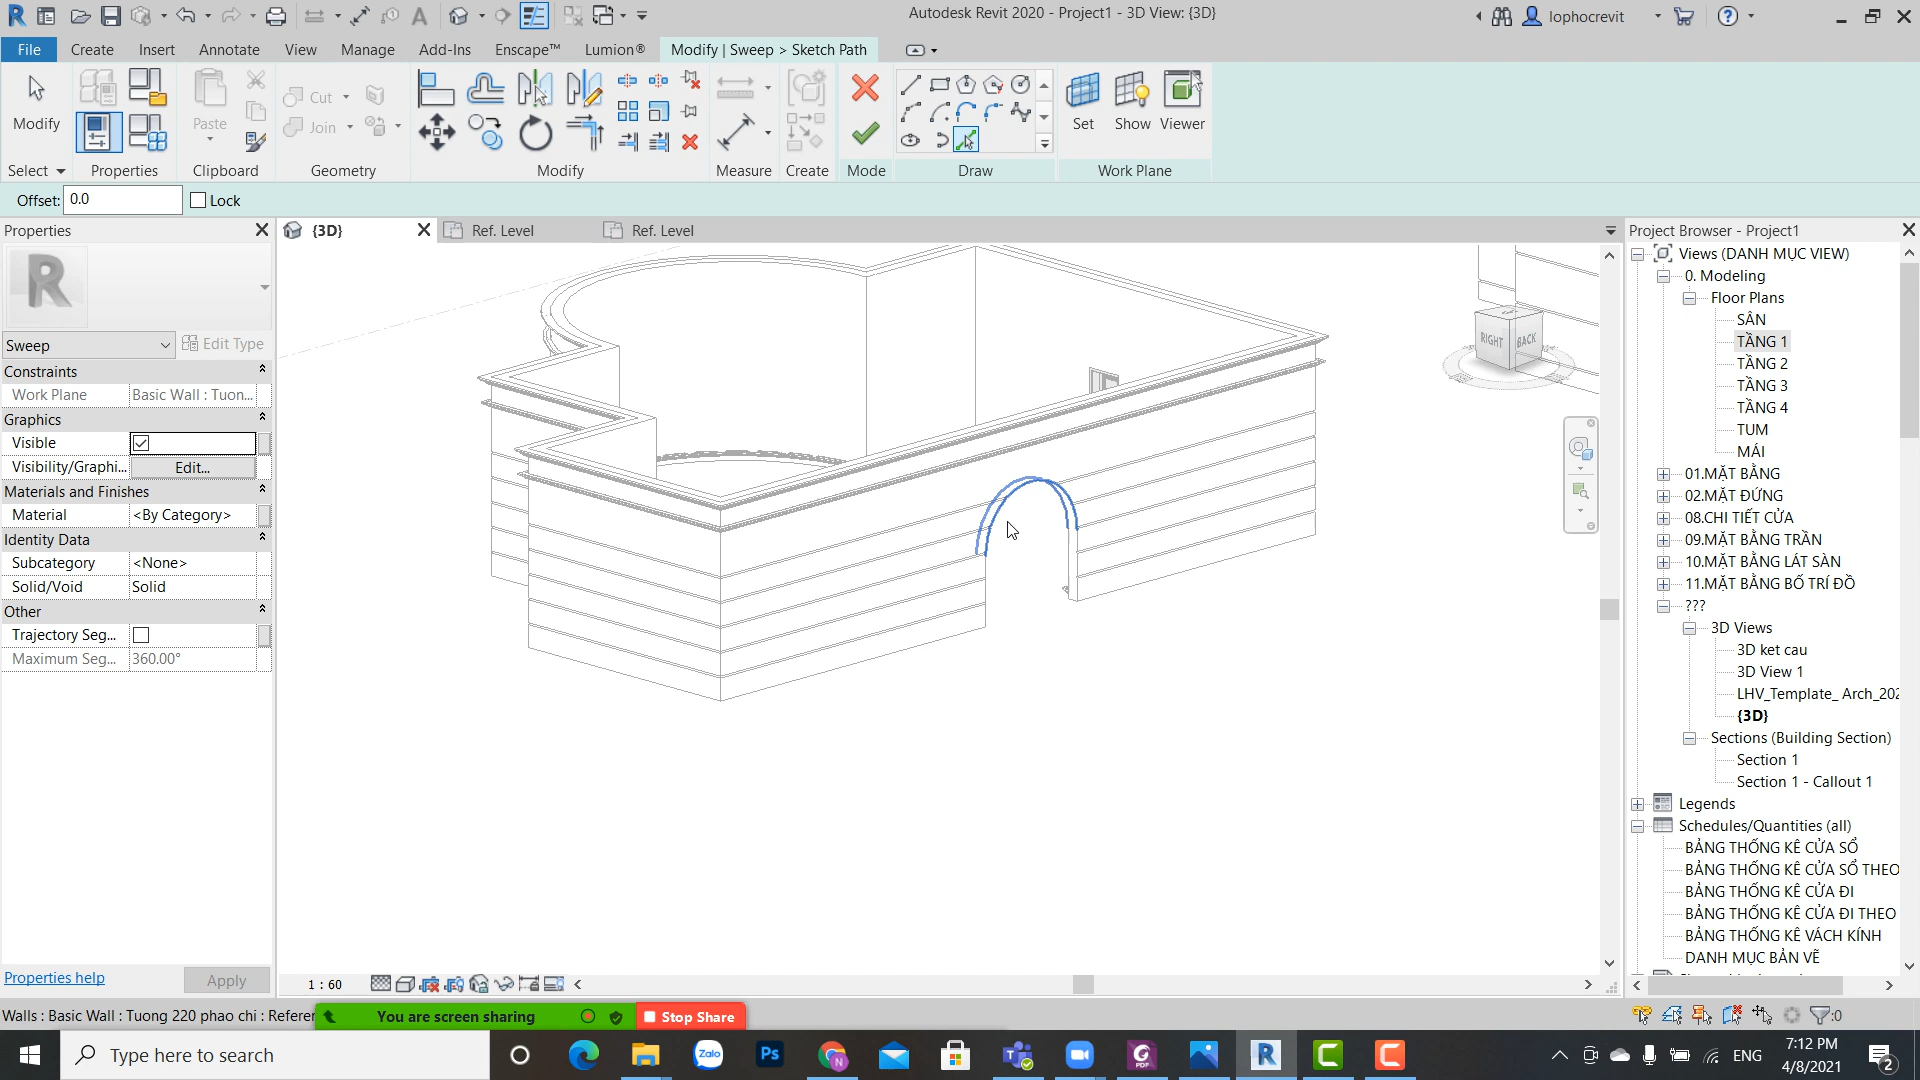 Autodesk Revit 2020 - Project1 - 3D View: {3D}
lophocrevit
File Create Insert Annotate View Manage Add-Ins Enscape™ Lumion® Modify | Sweep > Sketch Path
Modify
Paste
Cut
Join
Set
Show
Viewer
Select Properties Clipboard Geometry Modify Measure Create Mode Draw Work Plane
Offset: 0.0 Lock
Properties
{3D}
Ref. Level
Ref. Level
Project Browser - Project1
Sweep
Edit Type
Constraints
Work Plane Basic Wall : Tuon...
Graphics
Visible
Visibility/Graphi... Edit...
Materials and Finishes
Material <By Category>
Identity Data
Subcategory <None>
Solid/Void Solid
Other
Trajectory Seg...
Maximum Seg... 360.00°
Properties help
Apply
RIGHT
BACK
Views (DANH MỤC VIEW)
0. Modeling
Floor Plans
SÂN
TẦNG 1
TẦNG 2
TẦNG 3
TẦNG 4
TUM
MÁI
01.MẶT BẰNG
02.MẶT ĐỨNG
08.CHI TIẾT CỬA
09.MẶT BẰNG TRẦN
10.MẶT BẰNG LÁT SÀN
11.MẶT BẰNG BỐ TRÍ ĐỒ
???
3D Views
3D ket cau
3D View 1
LHV_Template_ Arch_202
{3D}
Sections (Building Section)
Section 1
Section 1 - Callout 1
Legends
Schedules/Quantities (all)
BẢNG THỐNG KÊ CỬA SỔ
BẢNG THỐNG KÊ CỬA SỔ THEO
BẢNG THỐNG KÊ CỬA ĐI
BẢNG THỐNG KÊ CỬA ĐI THEO
BẢNG THỐNG KÊ VÁCH KÍNH
DANH MỤC BẢN VẼ
1 : 60
Walls : Basic Wall : Tuong 220 phao chi : Referen
You are screen sharing
Stop Share
:0
Type here to search
Zalo
Ps
N
PDF
R
C
C
ENG
7:12 PM
4/8/2021
2